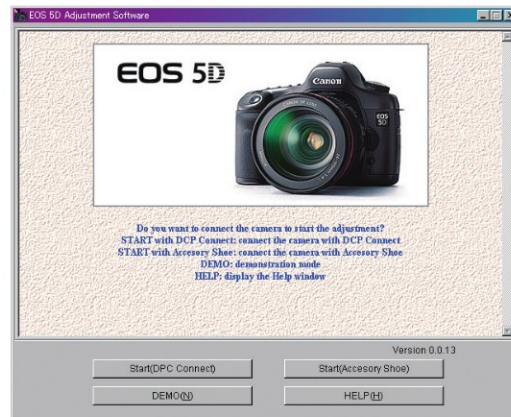 EOS 5D Adjustment Software
EOS 5D
Canon
EOS
5D
Do you want to connect the camera to start the adjustment?
START with DCP Connect: connect the camera with DCP Connect
START with Accesory Shoe: connect the camera with Accesory Shoe
DEMO: demonstration mode
HELP: display the Help window
Version 0.0.13
Start(DPC Connect)
Start(Accesory Shoe)
DEMO(N)
HELP(H)